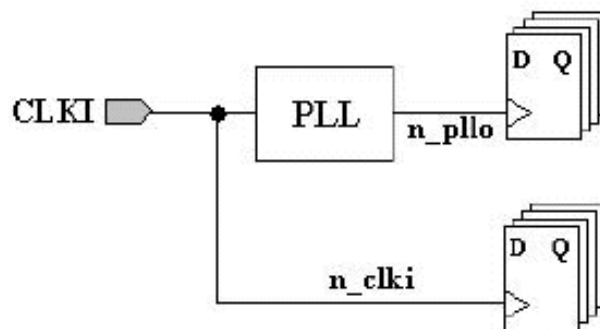 D Q
CLKI
PLL
n_pllo
D Q
n_clki